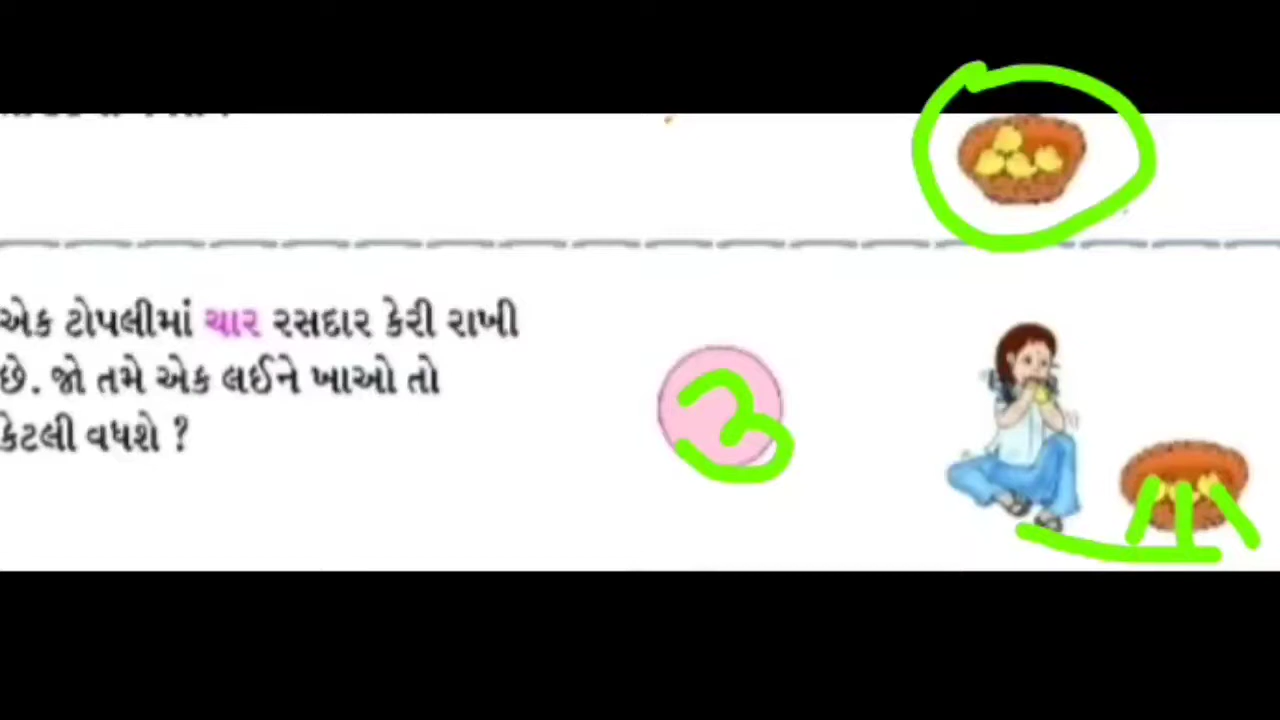 એક ટોપલીમાં ચાર રસદાર કેરી રાખી
છે. જો તમે એક લઈને ખાઓ તો
કેટલી વધશે ?
૩